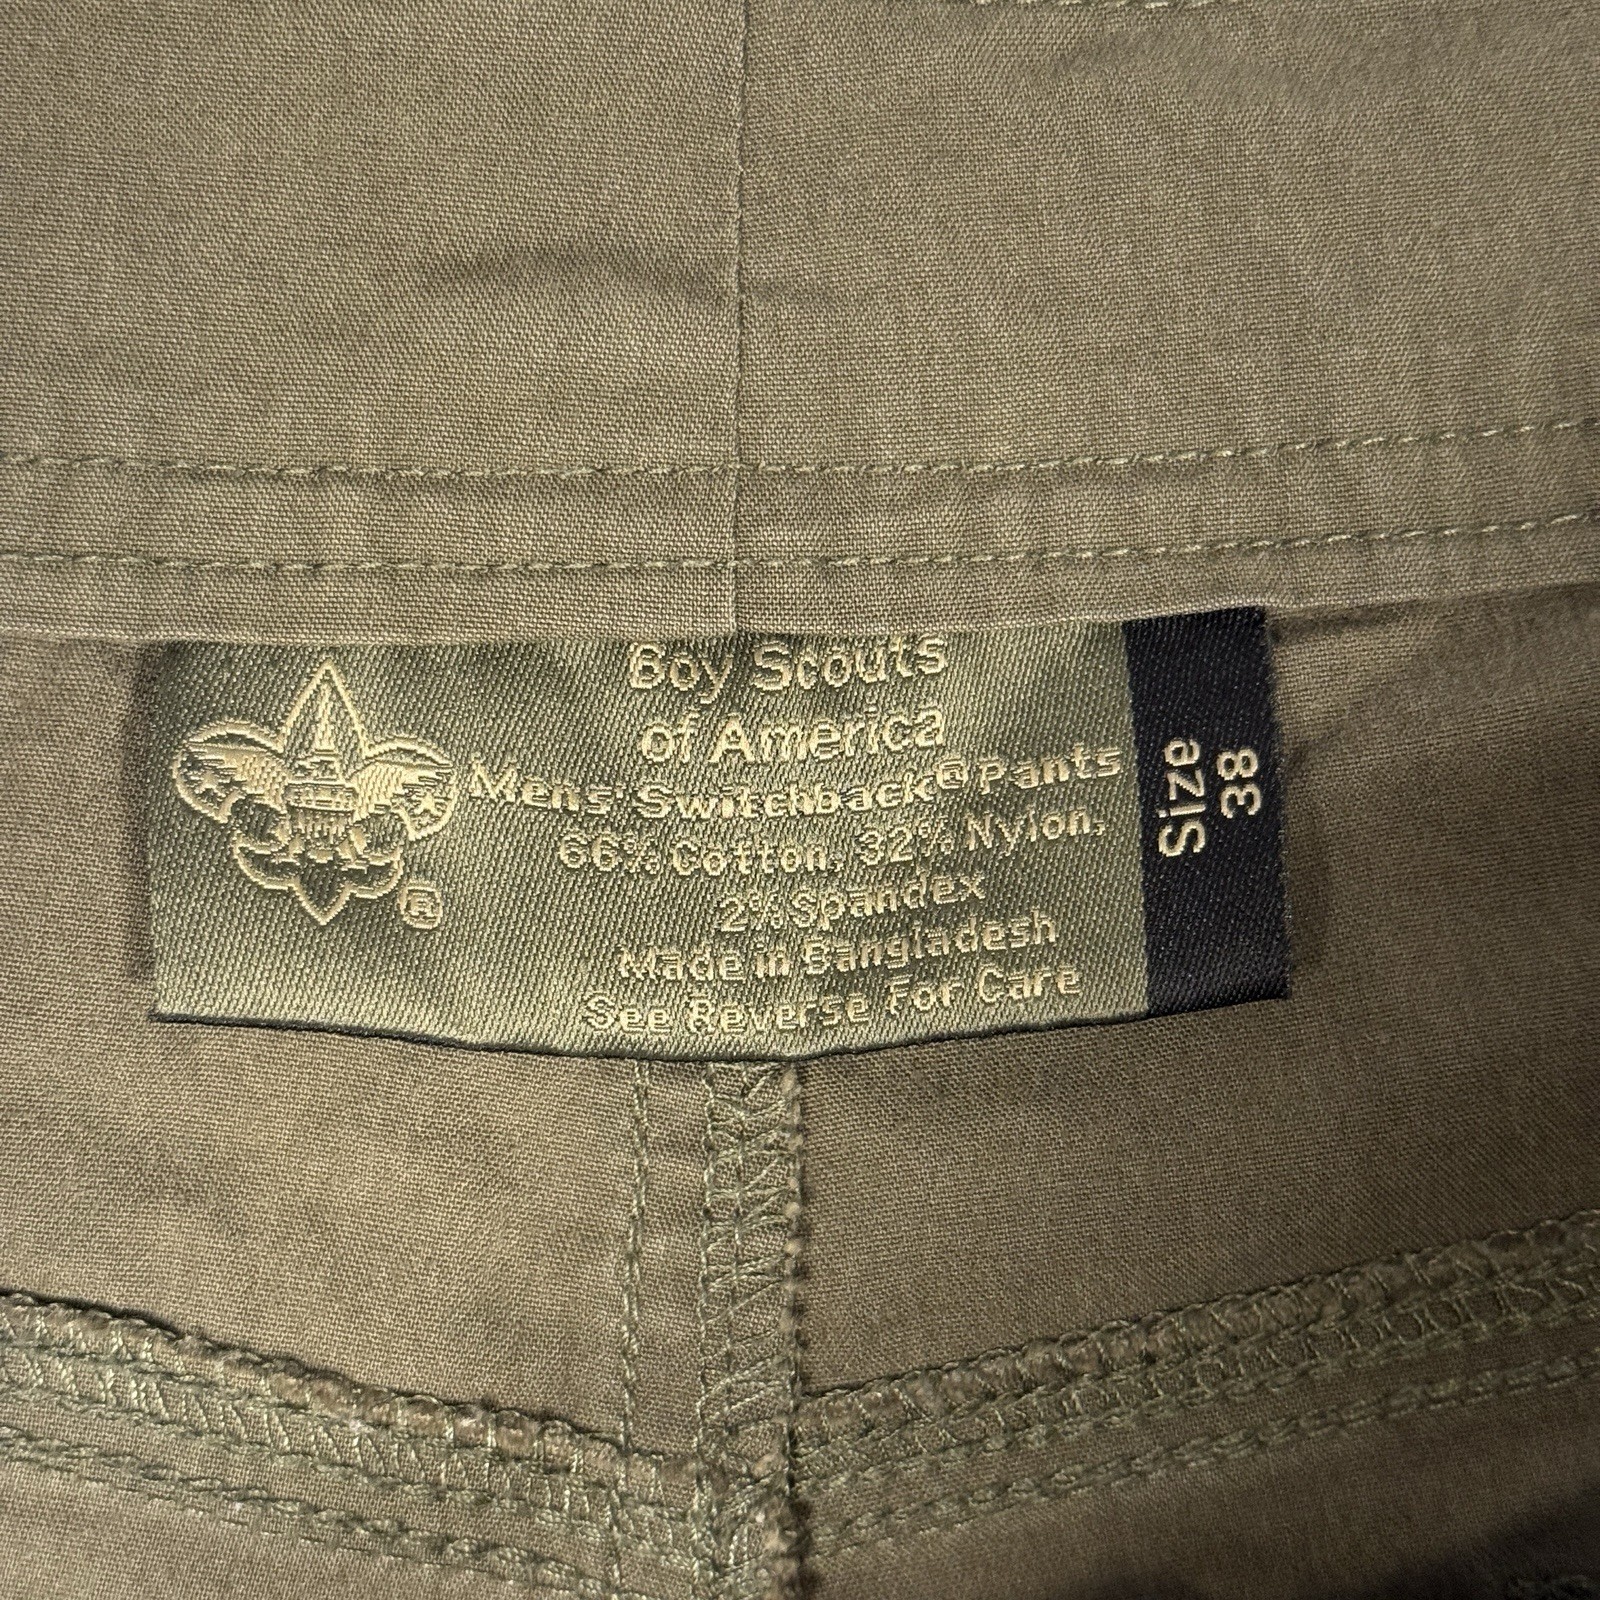 Boy Scouts
of America
Mens' Switchback® Pants
66% Cotton, 32% Nylon,
2% Spandex
Made in Bangladesh
See Reverse For Care
®
Size
38